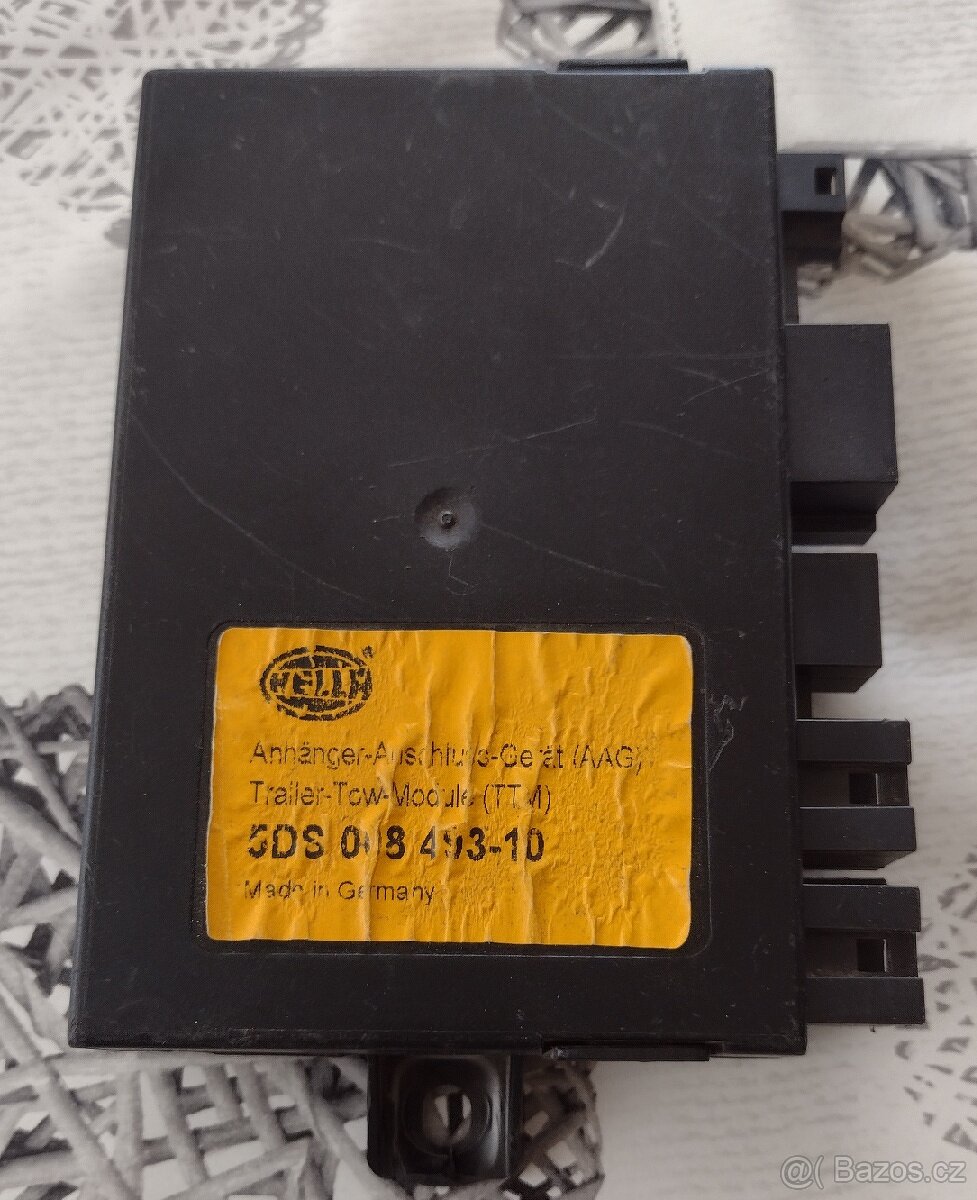 HELLA®
Anhänger-Anschluss-Gerät (AAG)
Trailer-Tow-Module (TTM)
5DS 008 493-10
Made in Germany
@( Bazos.cz